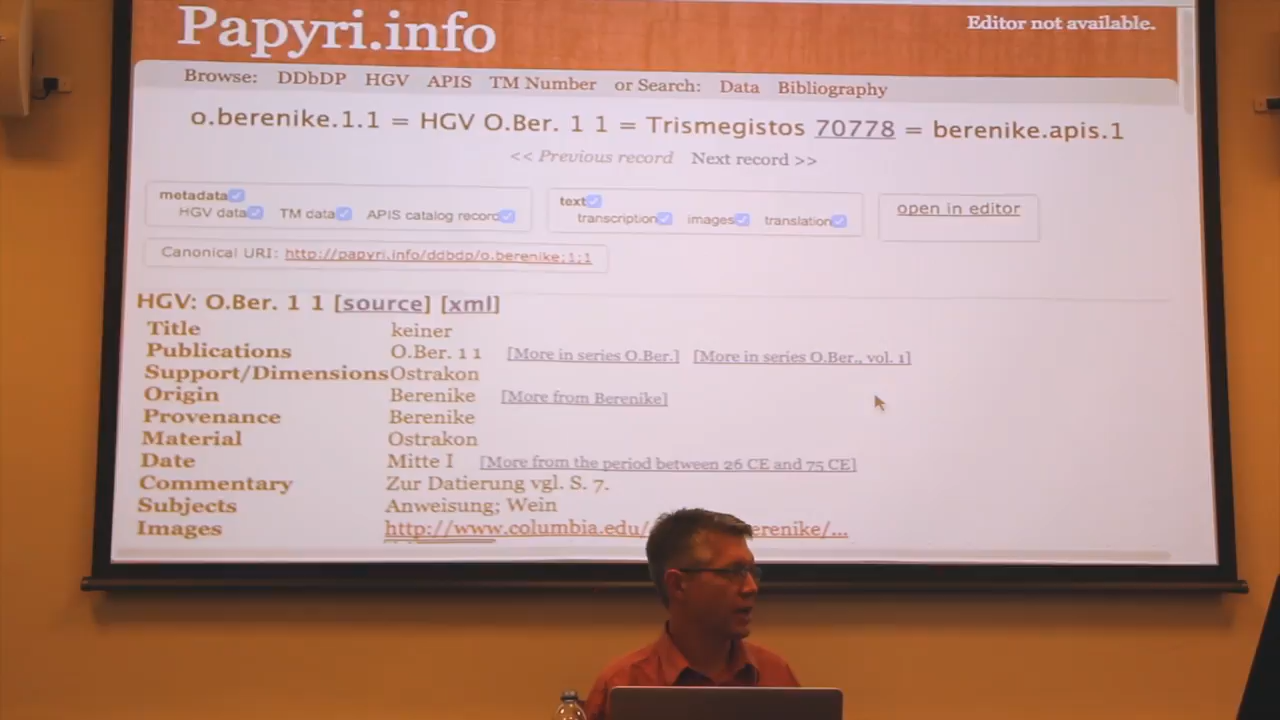 Papyri.info
Editor not available.
Browse: DDbDP HGV APIS TM Number or Search: Data Bibliography
o.berenike.1.1 = HGV O.Ber. 1 1 = Trismegistos 70778 = berenike.apis.1
<< Previous record Next record >>
metadata
HGV data TM data APIS catalog record
text
transcription images translation
open in editor
Canonical URI: http://papyri.info/ddbdp/o.berenike;1;1
HGV: O.Ber. 1 1 [source] [xml]
Title keiner
Publications O.Ber. 1 1 [More in series O.Ber.] [More in series O.Ber., vol. 1]
Support/Dimensions Ostrakon
Origin Berenike [More from Berenike]
Provenance Berenike
Material Ostrakon
Date Mitte I [More from the period between 26 CE and 75 CE]
Commentary Zur Datierung vgl. S. 7.
Subjects Anweisung; Wein
Images http://www.columbia.edu/ erenike/...